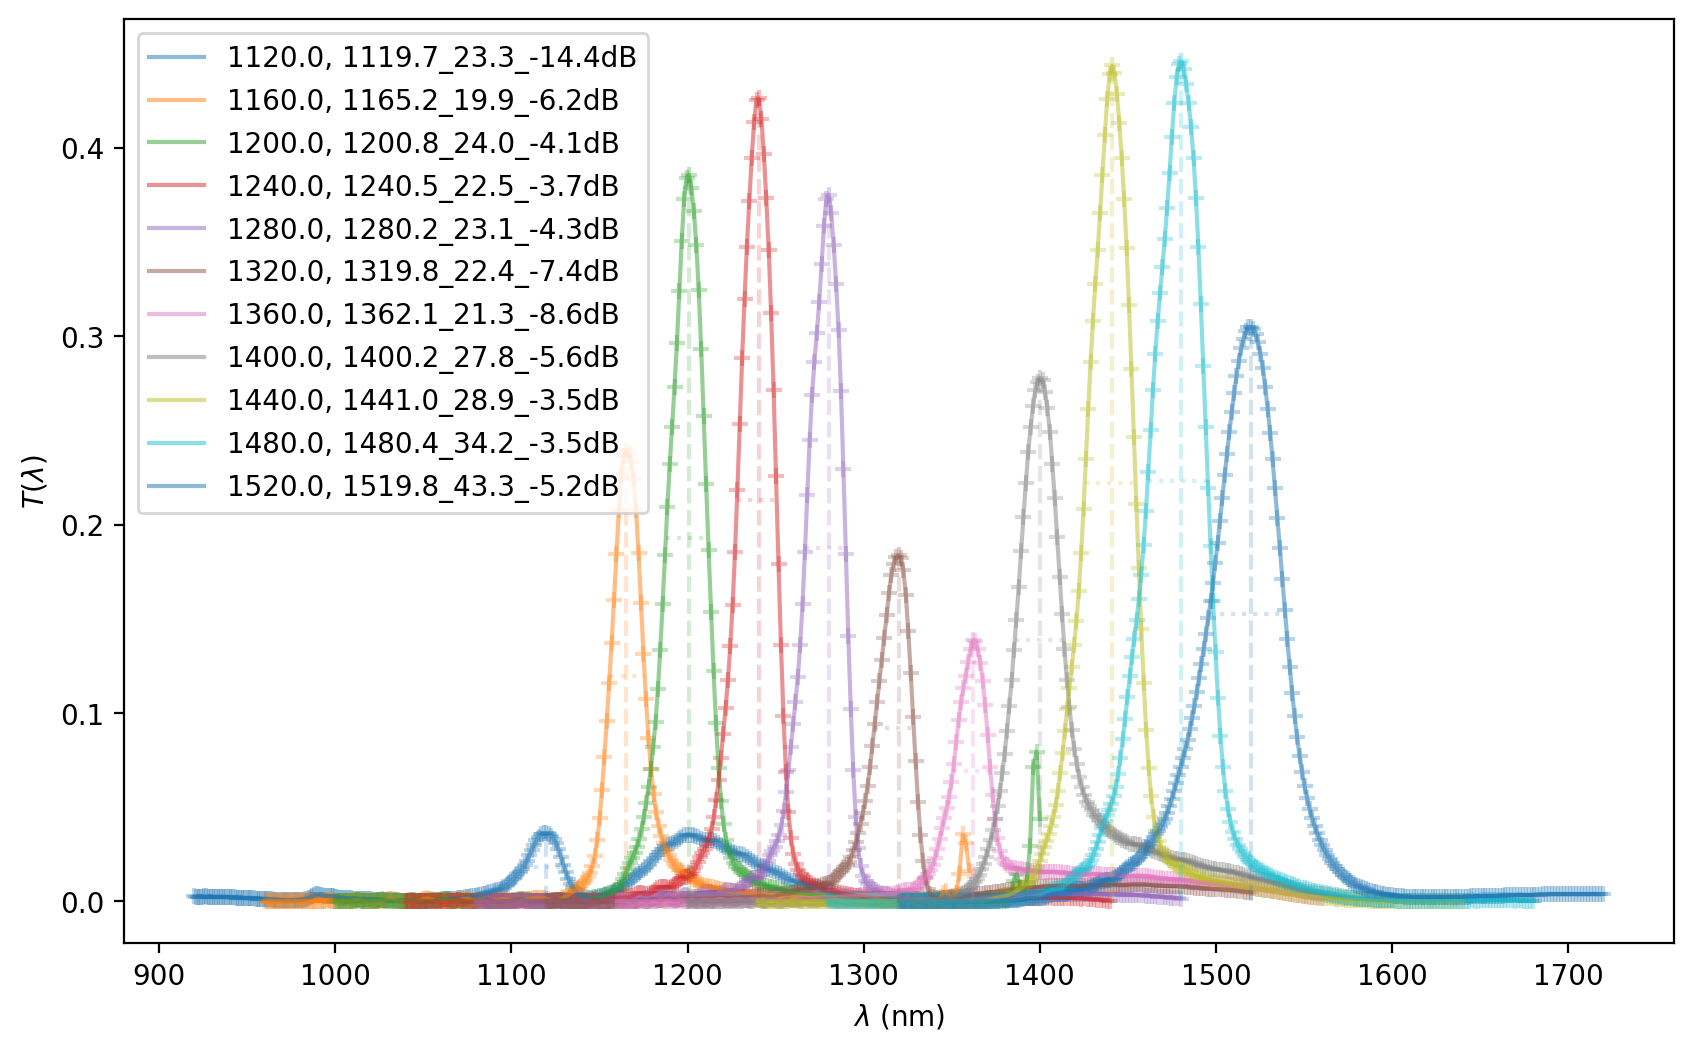 1120.0, 1119.7_23.3_-14.4dB
1160.0, 1165.2_19.9_-6.2dB
1200.0, 1200.8_24.0_-4.1dB
1240.0, 1240.5_22.5_-3.7dB
1280.0, 1280.2_23.1_-4.3dB
1320.0, 1319.8_22.4_-7.4dB
1360.0, 1362.1_21.3_-8.6dB
1400.0, 1400.2_27.8_-5.6dB
1440.0, 1441.0_28.9_-3.5dB
1480.0, 1480.4_34.2_-3.5dB
1520.0, 1519.8_43.3_-5.2dB
T(λ)
0.4
0.3
0.2
0.1
0.0
900 1000 1100 1200 1300 1400 1500 1600 1700
λ (nm)